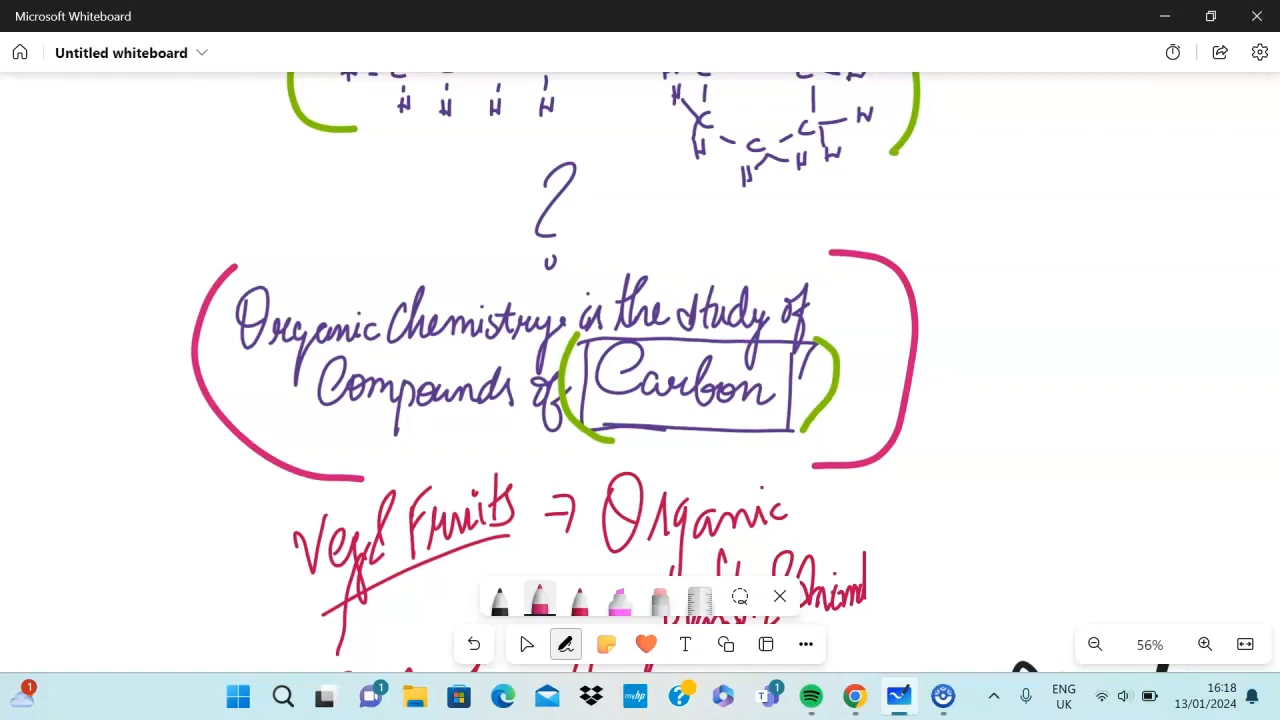 Microsoft Whiteboard
Untitled whiteboard
H H H H
C H
H C C H
H H H
?
Organic Chemistry is the study of
Compounds of Carbon
Fruits → Organic
56%
ENG
UK
16:18
13/01/2024